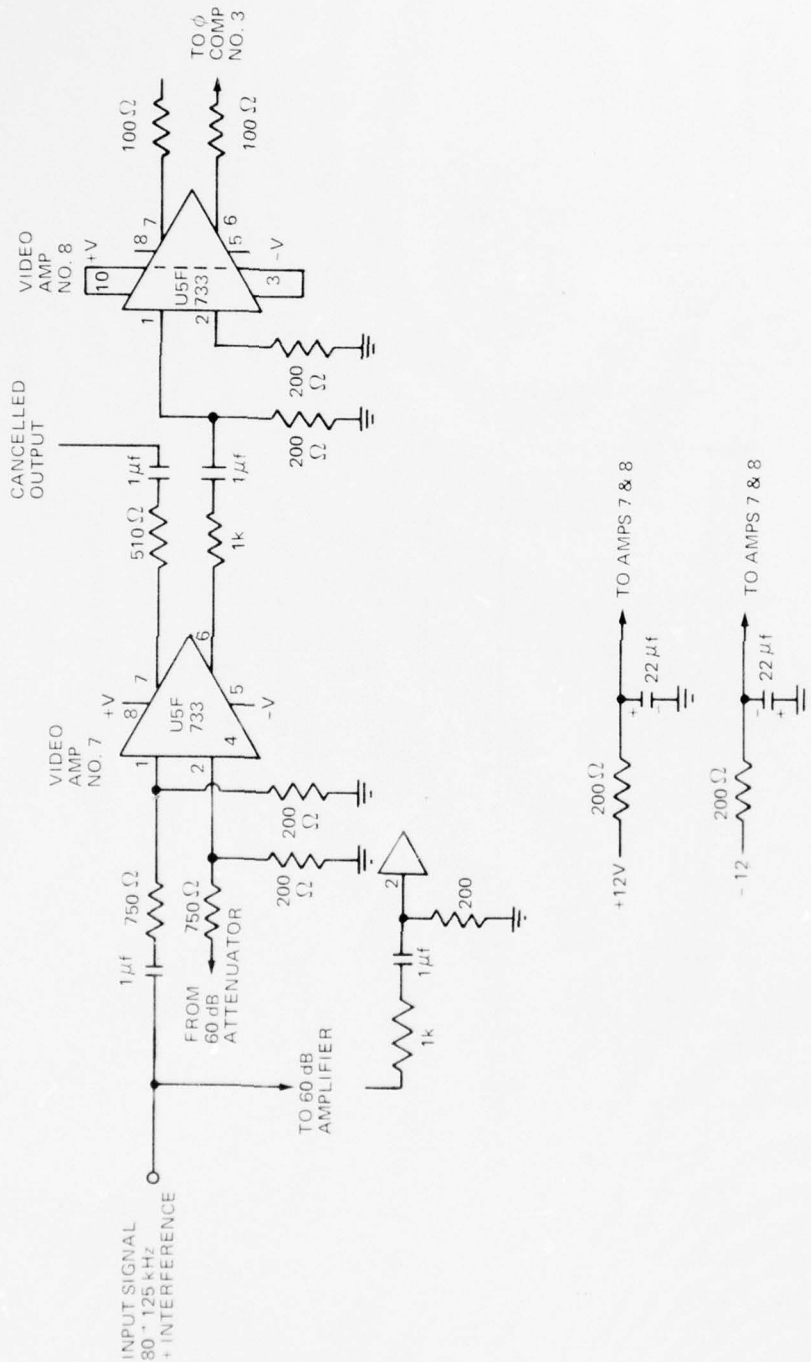 INPUT SIGNAL
80 - 125 kHz
+ INTERFERENCE
1μf
750 Ω
FROM
60 dB
ATTENUATOR
750 Ω
TO 60 dB
AMPLIFIER
1k
1μf
2
200
200
Ω
200
Ω
VIDEO
AMP
NO. 7
+V
8
1
7
U5F
733
2
4
6
5
-V
510 Ω
1μf
CANCELLED
OUTPUT
1k
1μf
200
Ω
200
Ω
VIDEO
AMP
NO. 8
+V
10
8
1
7
U5F
733
2
6
5
3
-V
100 Ω
100 Ω
TO ϕ
COMP
NO. 3
+12V
200 Ω
+
-
22 μf
TO AMPS 7 & 8
- 12
200 Ω
-
+
22 μf
TO AMPS 7 & 8